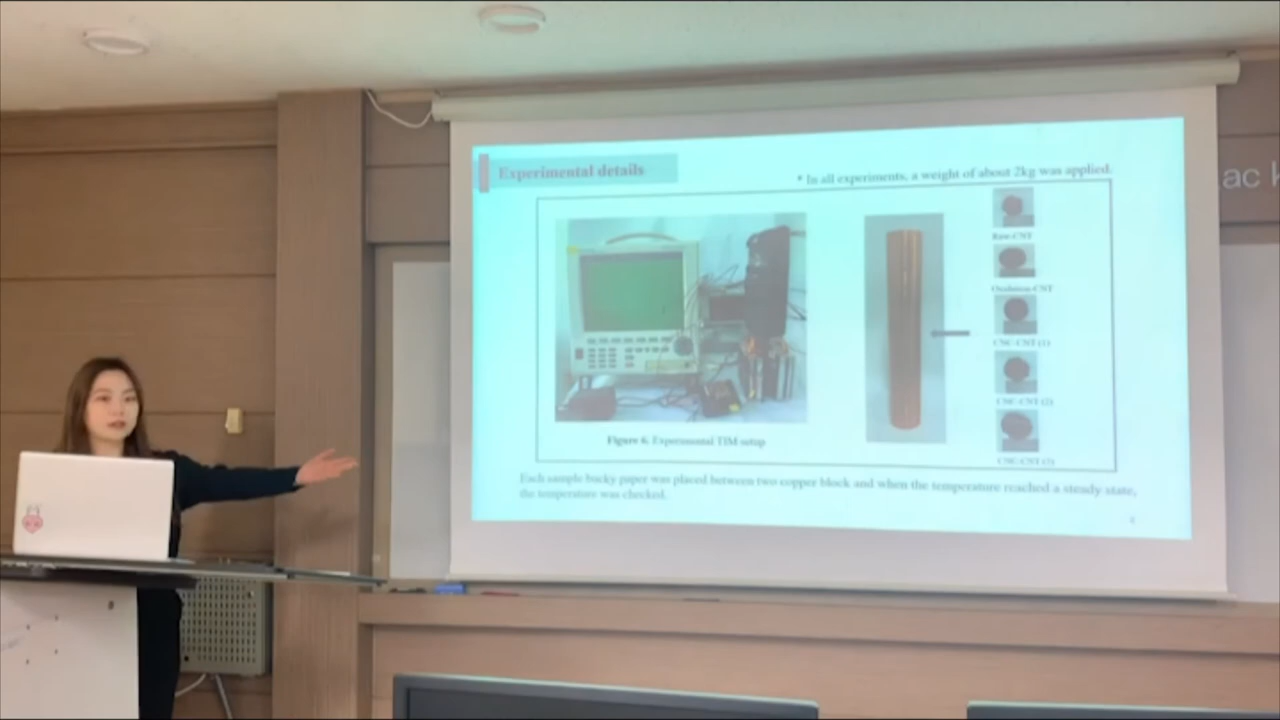 Experimental details
* In all experiments, a weight of about 2kg was applied.
Raw-CNT
CNC-CNT (1)
CNC-CNT (2)
CNC-CNT (3)
Figure 6. Experimental TIM setup
Each sample bucky paper was placed between two copper block and when the temperature reached a steady state,
the temperature was checked.
ac